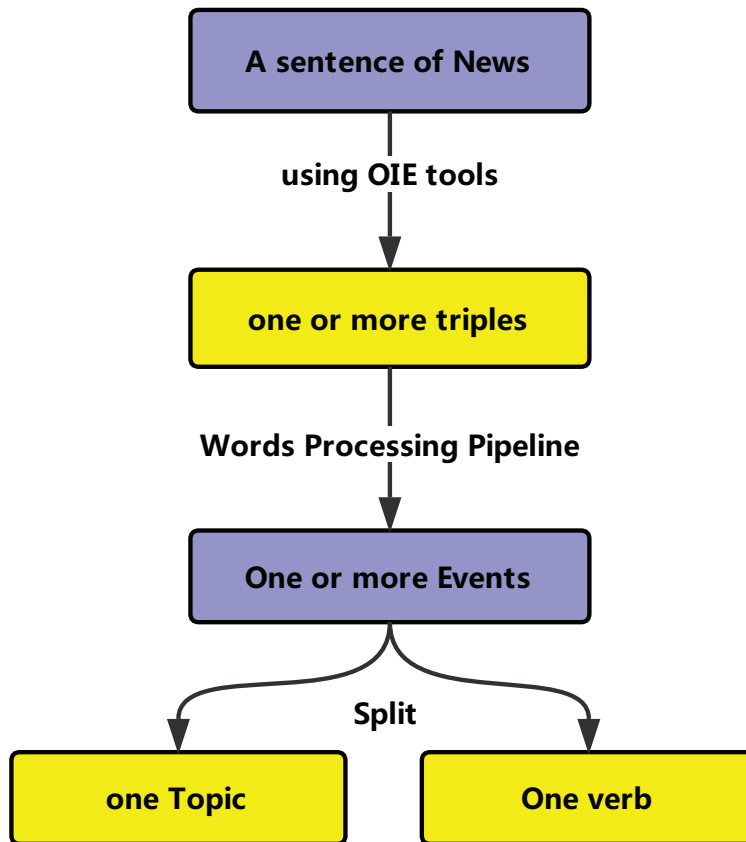 A sentence of News
using OIE tools
one or more triples
Words Processing Pipeline
One or more Events
Split
one Topic
One verb